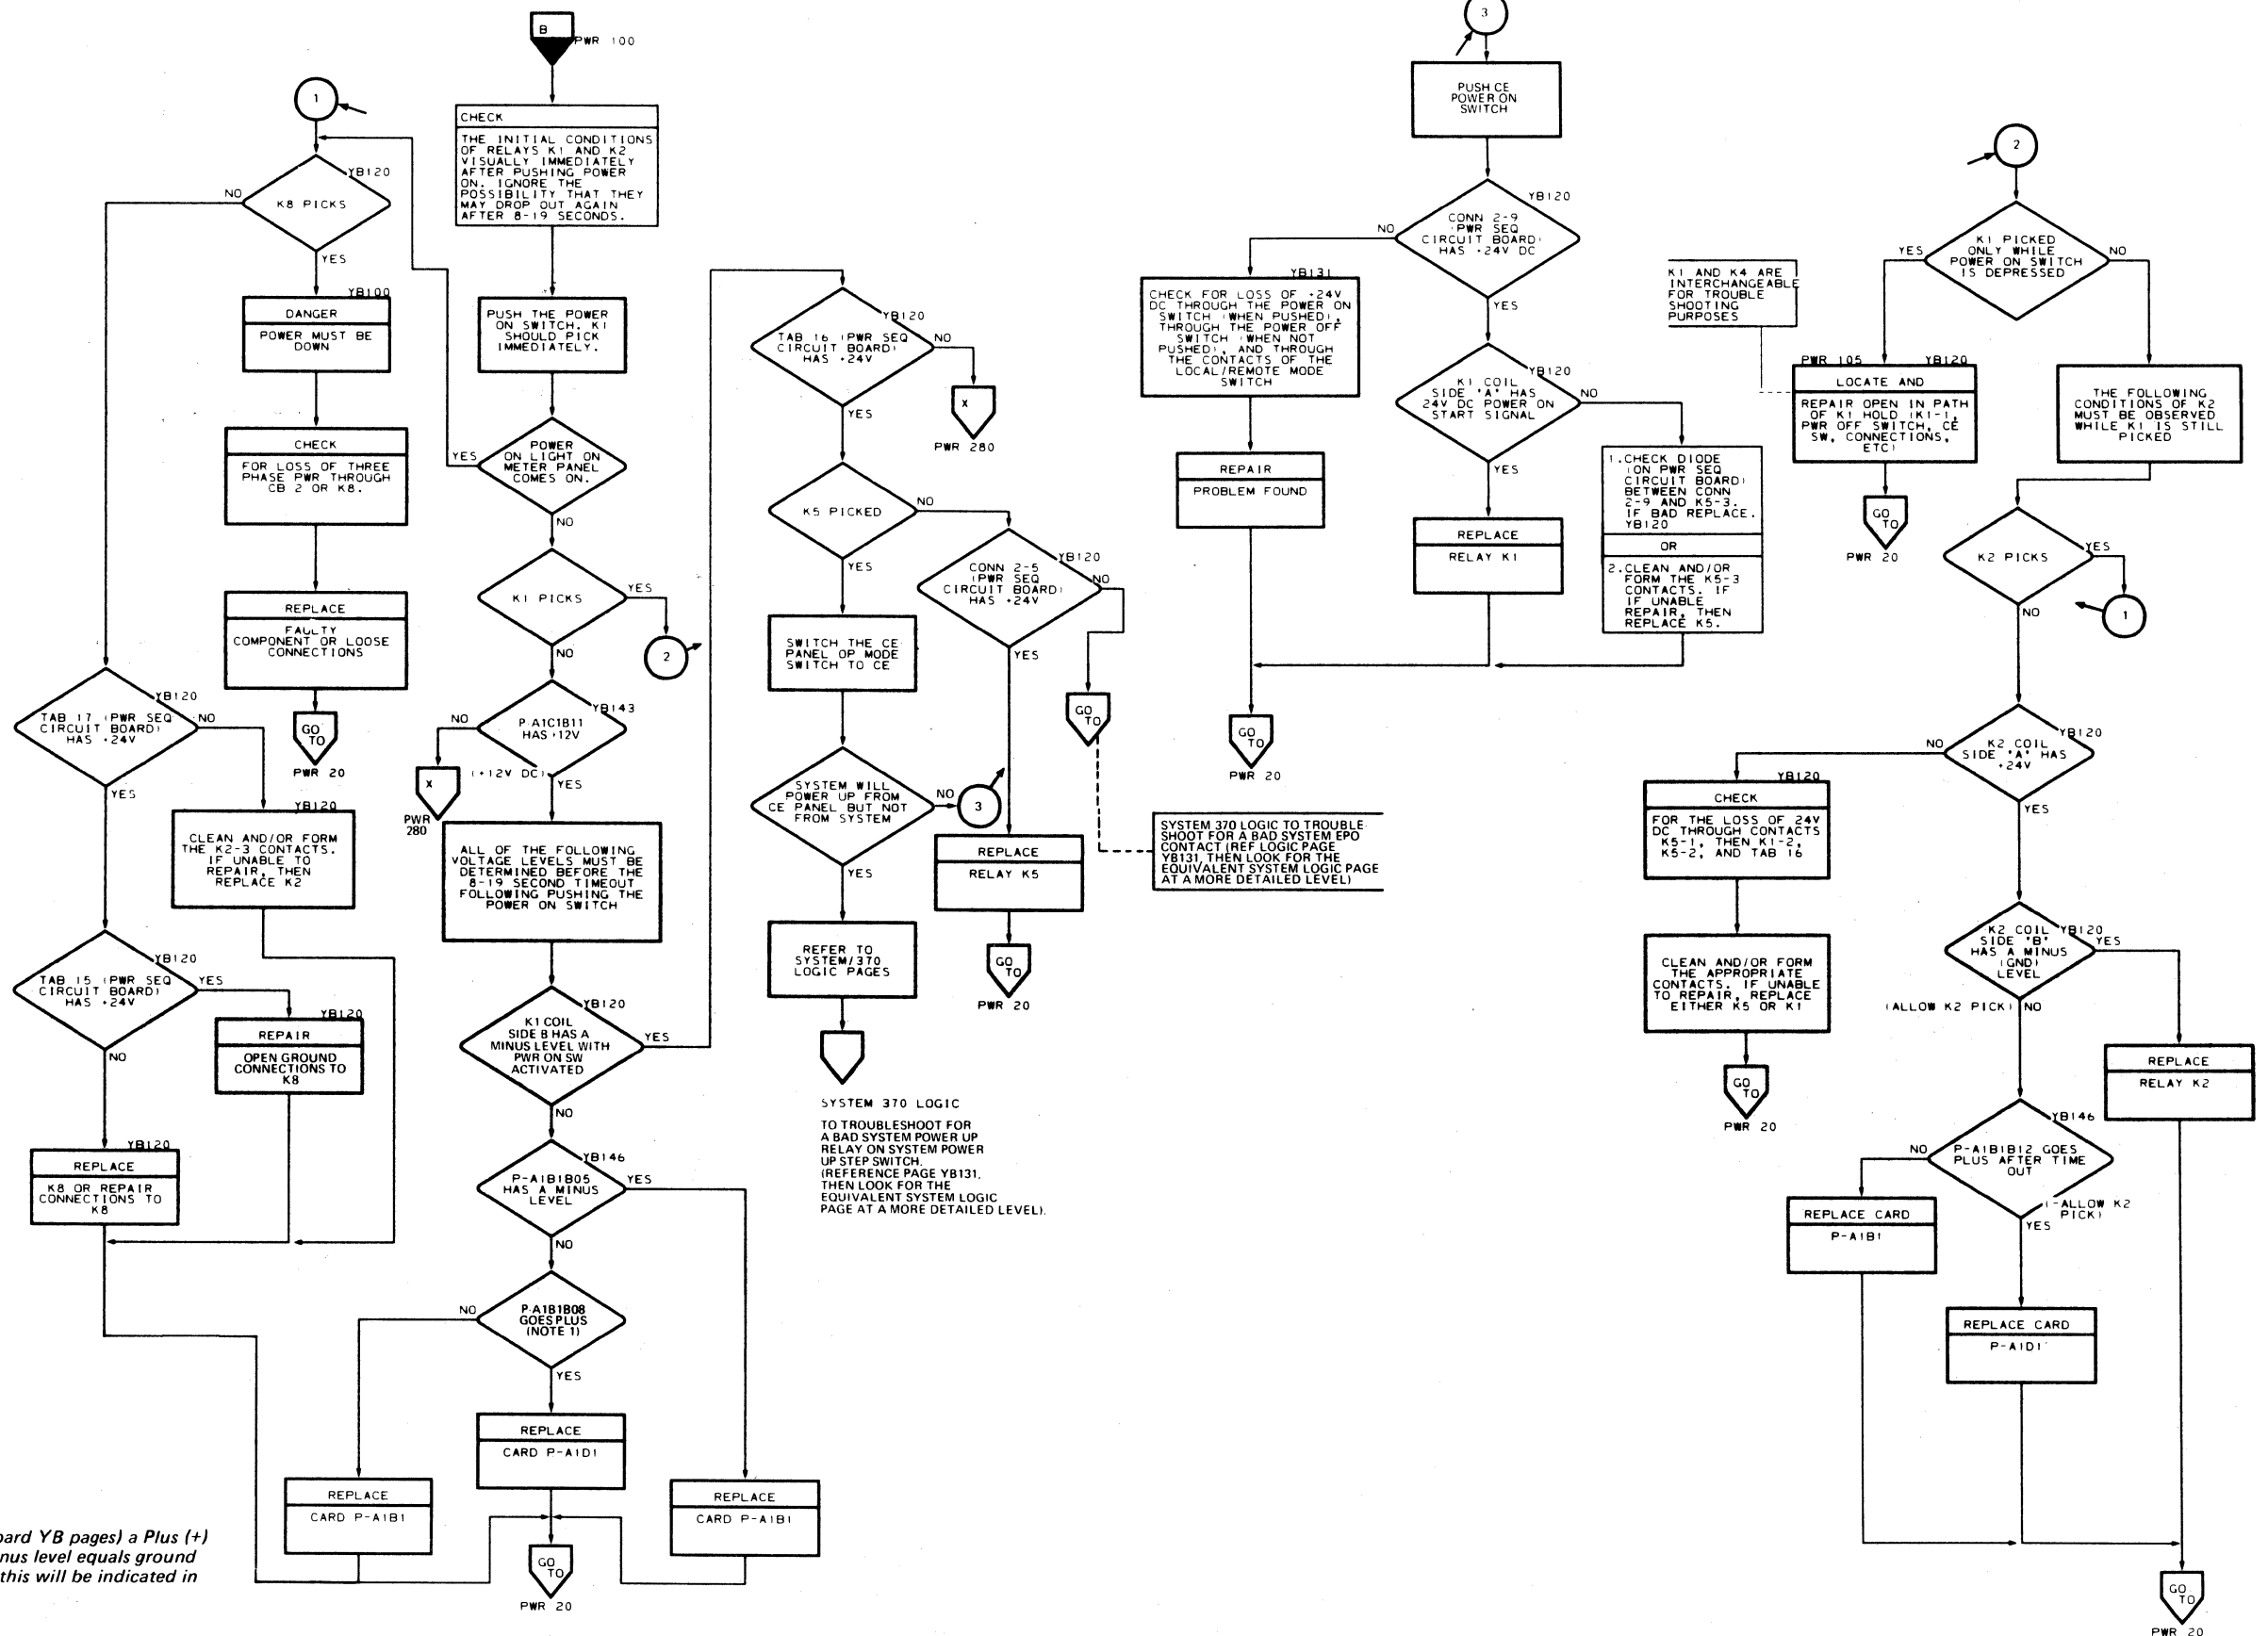 B
PWR 100
CHECK
THE INITIAL CONDITIONS
OF RELAYS K1 AND K2
VISUALLY IMMEDIATELY
AFTER PUSHING POWER
ON. IGNORE THE
POSSIBILITY THAT THEY
MAY DROP OUT AGAIN
AFTER 8-19 SECONDS.
PUSH THE POWER
ON SWITCH. K1
SHOULD PICK
IMMEDIATELY.
POWER
ON LIGHT ON
METER PANEL
COMES ON.
YES
NO
K1 PICKS
YES
2
NO
YB143
P-A1C1B11
HAS +12V
NO
X
PWR
280
(+12V DC)
YES
ALL OF THE FOLLOWING
VOLTAGE LEVELS MUST BE
DETERMINED BEFORE THE
8-19 SECOND TIMEOUT
FOLLOWING PUSHING THE
POWER ON SWITCH
YB120
K1 COIL
SIDE B HAS A
MINUS LEVEL WITH
PWR ON SW
ACTIVATED
YES
NO
YB146
P-A1B1B05
HAS A MINUS
LEVEL
YES
NO
P-A1B1B08
GOES PLUS
(NOTE 1)
NO
YES
REPLACE
CARD P-A1D1
REPLACE
CARD P-A1B1
REPLACE
CARD P-A1B1
GO
TO
PWR 20
1
YB120
K8 PICKS
NO
YES
YB100
DANGER
POWER MUST BE
DOWN
CHECK
FOR LOSS OF THREE
PHASE PWR THROUGH
CB 2 OR K8.
REPLACE
FAULTY
COMPONENT OR LOOSE
CONNECTIONS
GO
TO
PWR 20
YB120
TAB 17 (PWR SEQ
CIRCUIT BOARD)
HAS +24V
NO
YES
YB120
CLEAN AND/OR FORM
THE K2-3 CONTACTS.
IF UNABLE TO
REPAIR, THEN
REPLACE K2
YB120
TAB 15 (PWR SEQ
CIRCUIT BOARD)
HAS +24V
YES
NO
YB120
REPAIR
OPEN GROUND
CONNECTIONS TO
K8
YB120
REPLACE
K8 OR REPAIR
CONNECTIONS TO
K8
oard YB pages) a Plus (+)
nus level equals ground
this will be indicated in
YB120
TAB 16 (PWR SEQ
CIRCUIT BOARD)
HAS +24V
NO
X
PWR 280
YES
K5 PICKED
NO
YES
YB120
CONN 2-5
(PWR SEQ
CIRCUIT BOARD)
HAS +24V
NO
YES
GO
TO
SWITCH THE CE
PANEL OP MODE
SWITCH TO CE
SYSTEM WILL
POWER UP FROM
CE PANEL BUT NOT
FROM SYSTEM
NO
3
YES
REPLACE
RELAY K5
GO
TO
PWR 20
REFER TO
SYSTEM/370
LOGIC PAGES
SYSTEM 370 LOGIC
TO TROUBLESHOOT FOR
A BAD SYSTEM POWER UP
RELAY ON SYSTEM POWER
UP STEP SWITCH.
(REFERENCE PAGE YB131,
THEN LOOK FOR THE
EQUIVALENT SYSTEM LOGIC
PAGE AT A MORE DETAILED LEVEL).
SYSTEM 370 LOGIC TO TROUBLE-
SHOOT FOR A BAD SYSTEM EPO
CONTACT (REF LOGIC PAGE
YB131, THEN LOOK FOR THE
EQUIVALENT SYSTEM LOGIC PAGE
AT A MORE DETAILED LEVEL)
3
PUSH CE
POWER ON
SWITCH
YB120
CONN 2-9
(PWR SEQ
CIRCUIT BOARD)
HAS +24V DC
NO
YES
YB131
CHECK FOR LOSS OF +24V
DC THROUGH THE POWER ON
SWITCH (WHEN PUSHED),
THROUGH THE POWER OFF
SWITCH (WHEN NOT
PUSHED), AND THROUGH
THE CONTACTS OF THE
LOCAL/REMOTE MODE
SWITCH
REPAIR
PROBLEM FOUND
YB120
K1 COIL
SIDE 'A' HAS
24V DC POWER ON
START SIGNAL
NO
YES
REPLACE
RELAY K1
1.CHECK DIODE
(ON PWR SEQ
CIRCUIT BOARD)
BETWEEN CONN
2-9 AND K5-3.
IF BAD REPLACE.
YB120
OR
2.CLEAN AND/OR
FORM THE K5-3
CONTACTS. IF
IF UNABLE
REPAIR, THEN
REPLACE K5.
GO
TO
PWR 20
2
K1 PICKED
ONLY WHILE
POWER ON SWITCH
IS DEPRESSED
YES
NO
K1 AND K4 ARE
INTERCHANGEABLE
FOR TROUBLE
SHOOTING
PURPOSES
PWR 105
YB120
LOCATE AND
REPAIR OPEN IN PATH
OF K1 HOLD (K1-1,
PWR OFF SWITCH, CE
SW, CONNECTIONS,
ETC)
GO
TO
PWR 20
THE FOLLOWING
CONDITIONS OF K2
MUST BE OBSERVED
WHILE K1 IS STILL
PICKED
K2 PICKS
YES
1
NO
YB120
K2 COIL
SIDE 'A' HAS
+24V
NO
YES
YB120
CHECK
FOR THE LOSS OF 24V
DC THROUGH CONTACTS
K5-1, THEN K1-2,
K5-2, AND TAB 16
CLEAN AND/OR FORM
THE APPROPRIATE
CONTACTS. IF UNABLE
TO REPAIR, REPLACE
EITHER K5 OR K1
GO
TO
PWR 20
YB120
K2 COIL
SIDE 'B'
HAS A MINUS
(GND)
LEVEL
YES
(ALLOW K2 PICK)
NO
REPLACE
RELAY K2
YB146
P-A1B1B12 GOES
PLUS AFTER TIME
OUT
NO
(-ALLOW K2
PICK)
YES
REPLACE CARD
P-A1B1
REPLACE CARD
P-A1D1
GO
TO
PWR 20